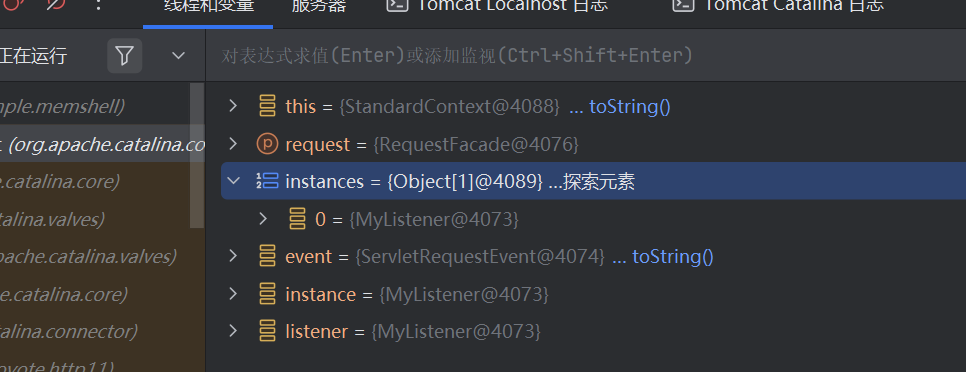 线程和变量 服务器 Tomcat Localhost 日志 Tomcat Catalina 日志
正在运行 对表达式求值(Enter)或添加监视(Ctrl+Shift+Enter)
mple.memshell) this = {StandardContext@4088} ... toString()
(org.apache.catalina.co request = {RequestFacade@4076}
e.catalina.core) instances = {Object[1]@4089} ...探索元素
talina.valves) 0 = {MyListener@4073}
pache.catalina.valves) event = {ServletRequestEvent@4074} ... toString()
e.catalina.core) instance = {MyListener@4073}
talina.connector) listener = {MyListener@4073}
oyote.http11)